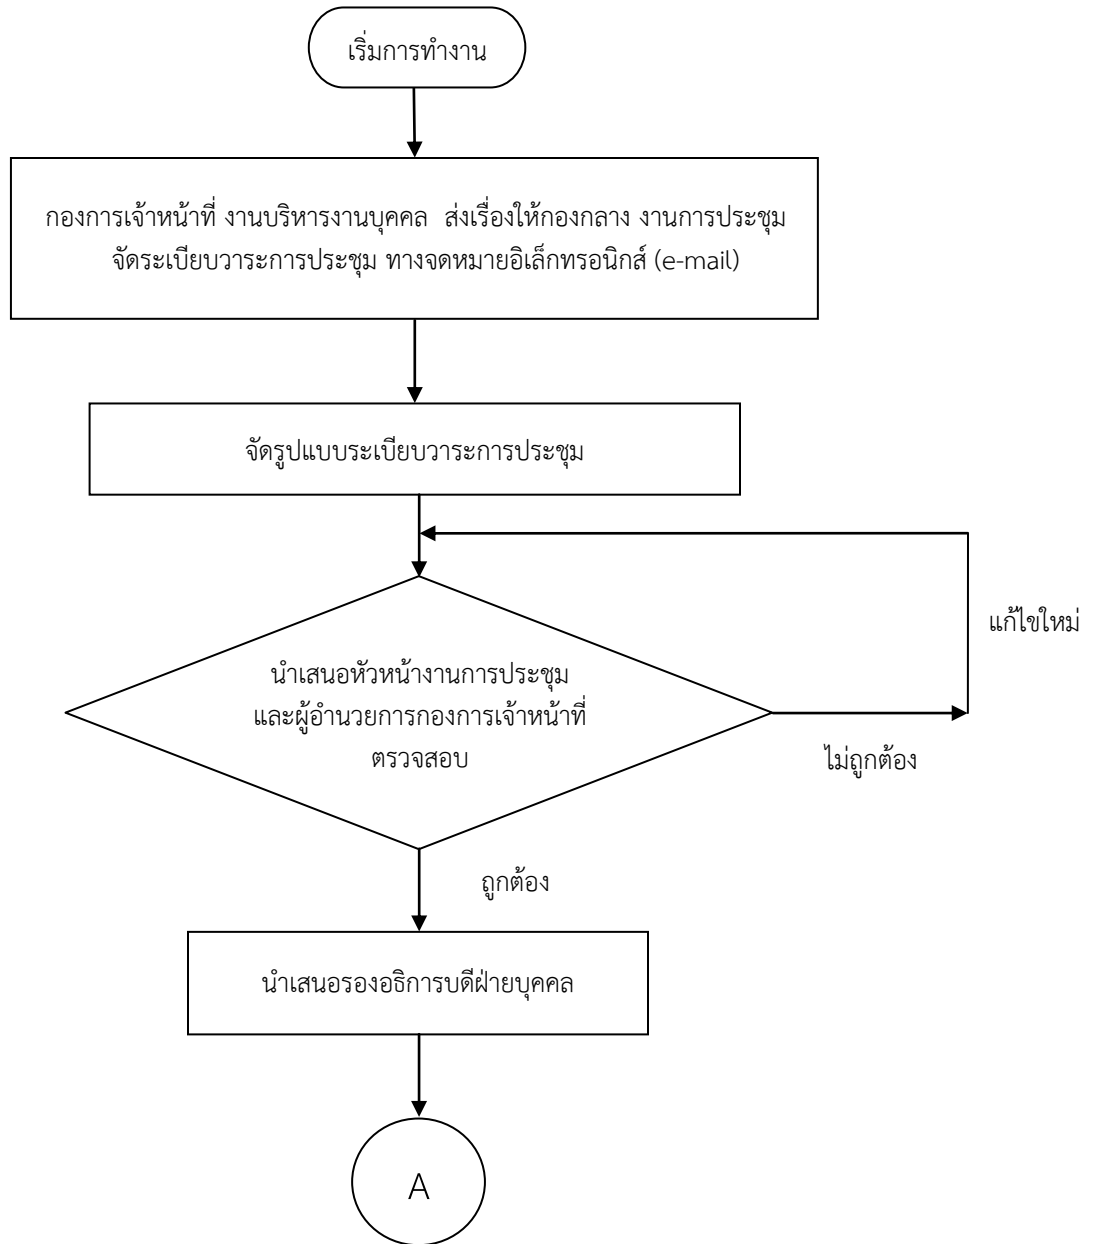 เริ่มการทำงาน
กองการเจ้าหน้าที่ งานบริหารงานบุคคล ส่งเรื่องให้กองกลาง งานการประชุม
จัดระเบียบวาระการประชุม ทางจดหมายอิเล็กทรอนิกส์ (e-mail)
จัดรูปแบบระเบียบวาระการประชุม
แก้ไขใหม่
นำเสนอหัวหน้างานการประชุม
และผู้อำนวยการกองการเจ้าหน้าที่
ตรวจสอบ
ไม่ถูกต้อง
ถูกต้อง
นำเสนอรองอธิการบดีฝ่ายบุคคล
A